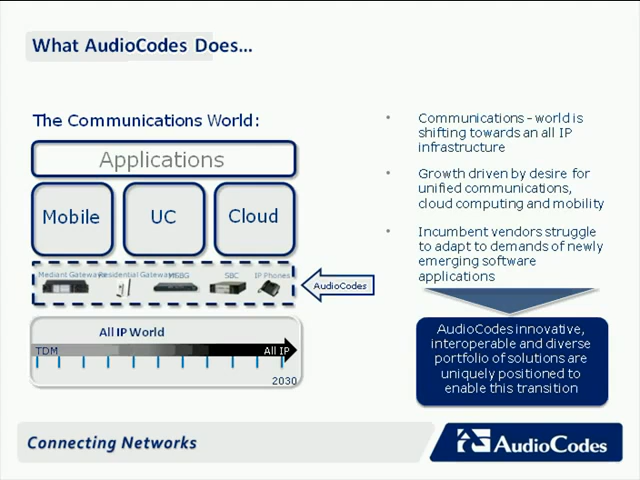 What AudioCodes Does...
The Communications World:
Applications
Mobile
UC
Cloud
Mediant Gateways
Residential Gateways
MSBG
SBC
IP Phones
AudioCodes
All IP World
TDM
All IP
2030
• Communications – world is
shifting towards an all IP
infrastructure
• Growth driven by desire for
unified communications,
cloud computing and mobility
• Incumbent vendors struggle
to adapt to demands of newly
emerging software
applications
AudioCodes innovative,
interoperable and diverse
portfolio of solutions are
uniquely positioned to
enable this transition
Connecting Networks
AudioCodes